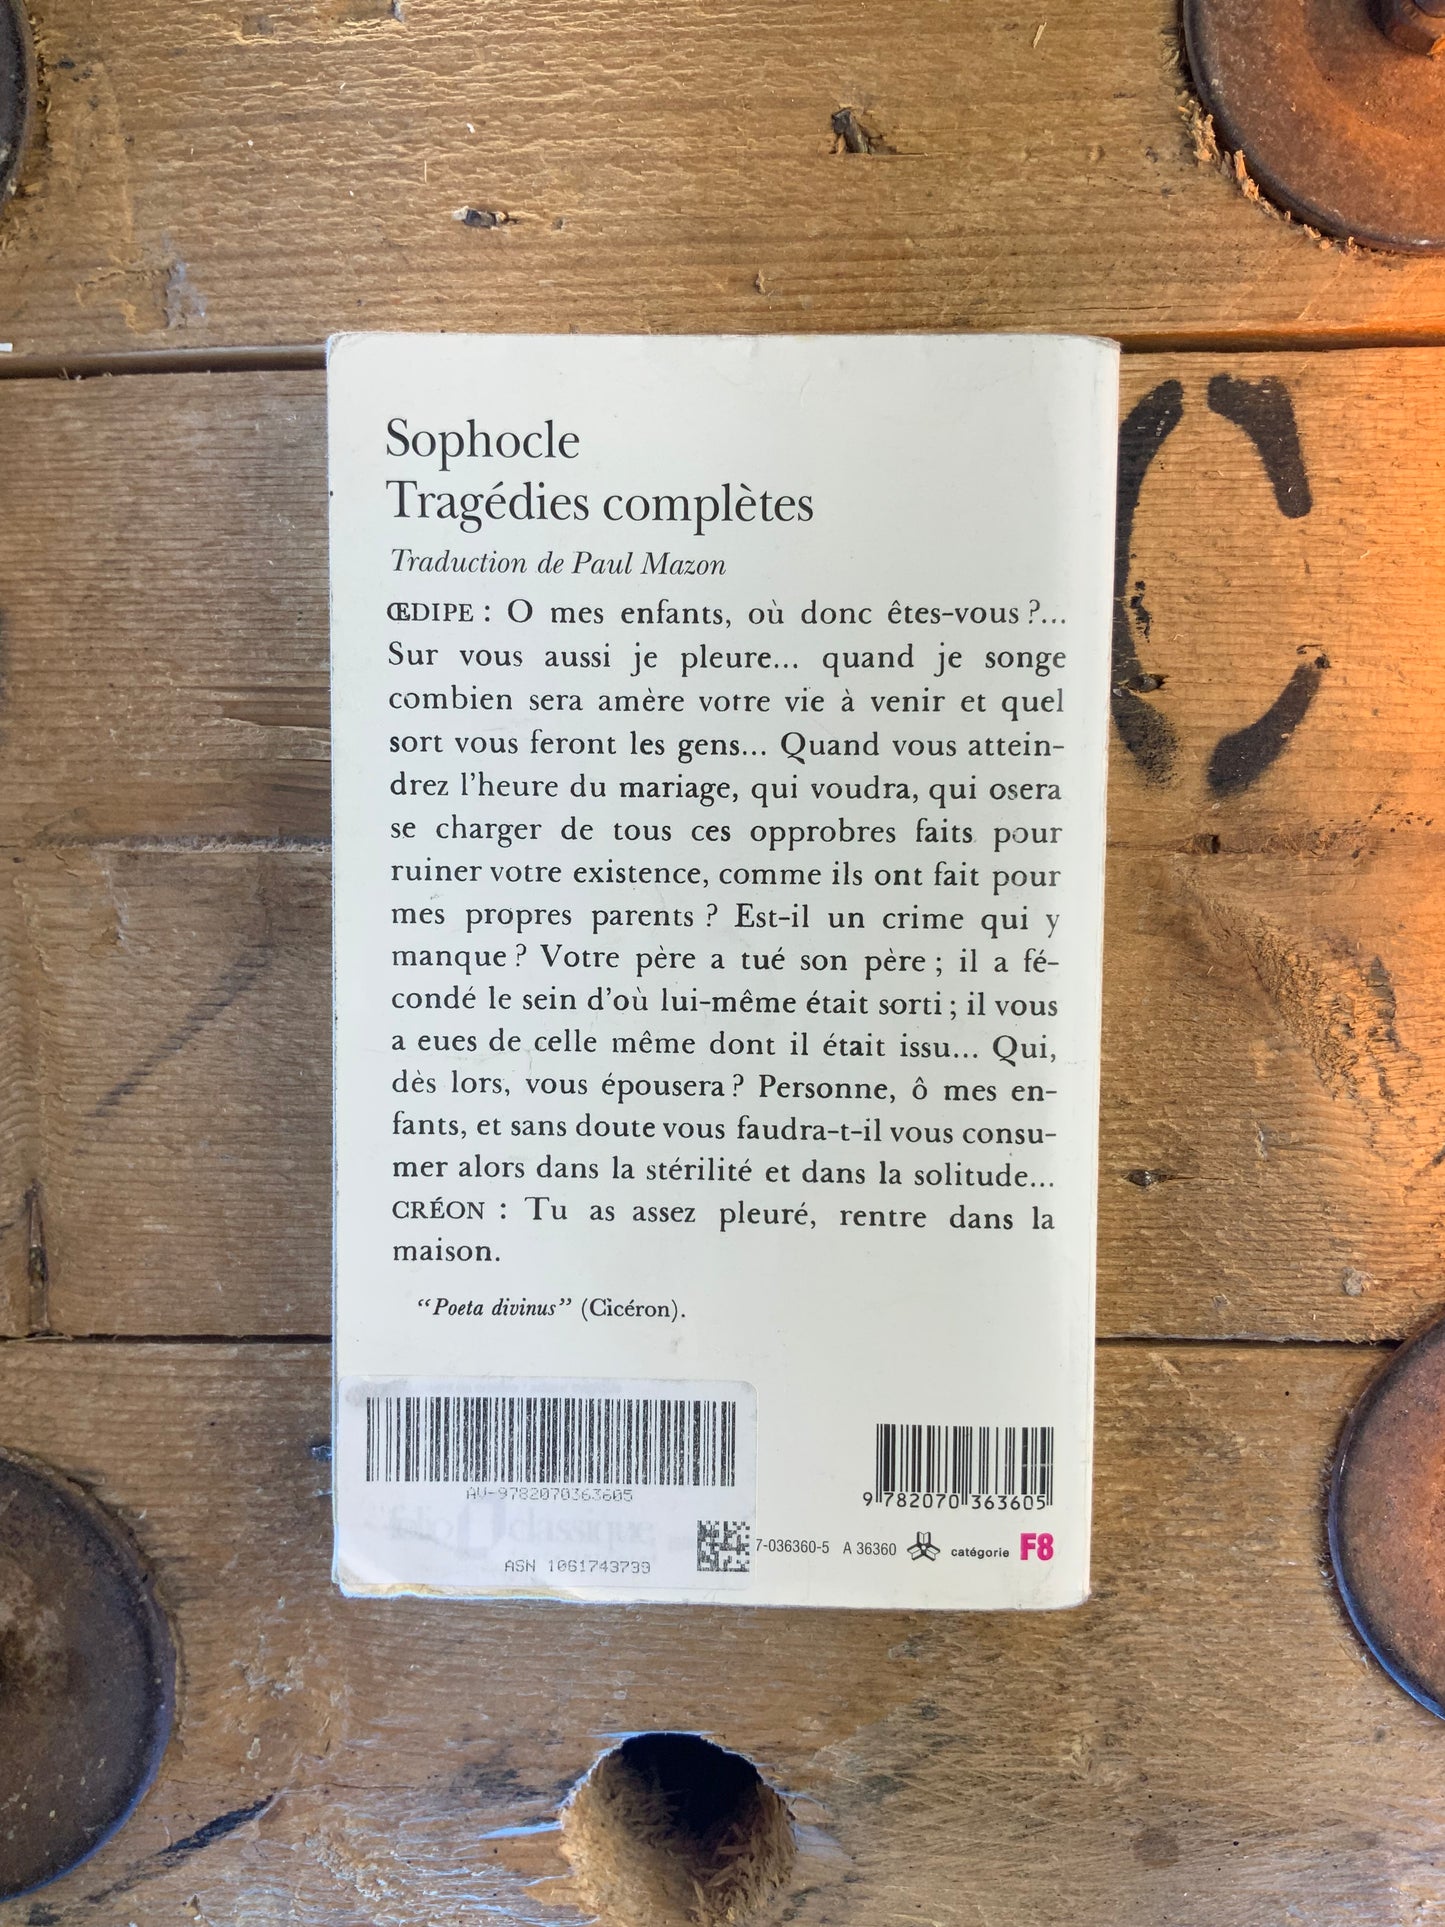 Sophocle
Tragédies complètes
Traduction de Paul Mazon
ŒDIPE : O mes enfants, où donc êtes-vous ?...
Sur vous aussi je pleure... quand je songe
combien sera amère votre vie à venir et quel
sort vous feront les gens... Quand vous attein-
drez l'heure du mariage, qui voudra, qui osera
se charger de tous ces opprobres faits pour
ruiner votre existence, comme ils ont fait pour
mes propres parents ? Est-il un crime qui y
manque ? Votre père a tué son père ; il a fé-
condé le sein d'où lui-même était sorti ; il vous
a eues de celle même dont il était issu... Qui,
dès lors, vous épousera ? Personne, ô mes en-
fants, et sans doute vous faudra-t-il vous consu-
mer alors dans la stérilité et dans la solitude...
CRÉON : Tu as assez pleuré, rentre dans la
maison.
“Poeta divinus” (Cicéron).
AV-9782070363605
9 782070 363605
folio classique
7-036360-5 A 36360 catégorie F8
ASN 1061743739
C